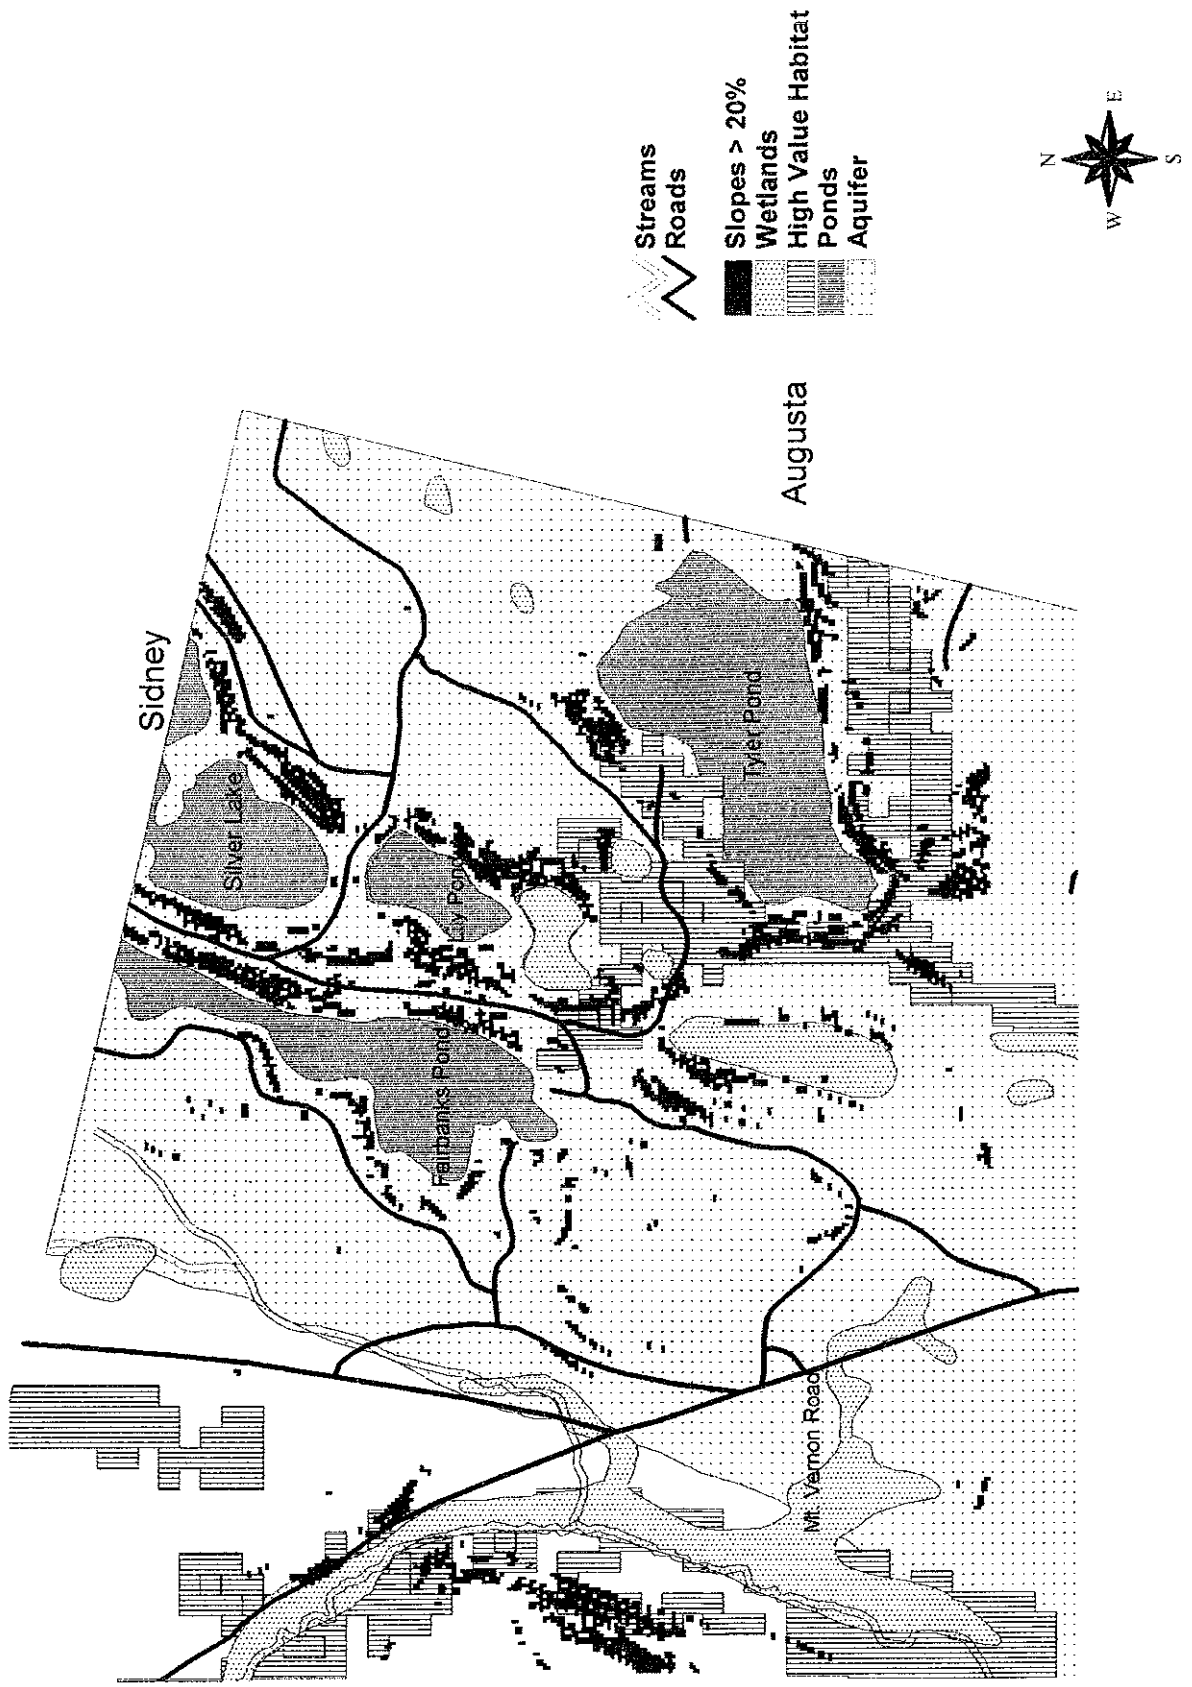 Sidney
Silver Lake
Fairbanks Pond
y Pond
Tyler Pond
Augusta
Mt. Vernon Road
Streams
Roads
Slopes > 20%
Wetlands
High Value Habitat
Ponds
Aquifer
N
W
E
S